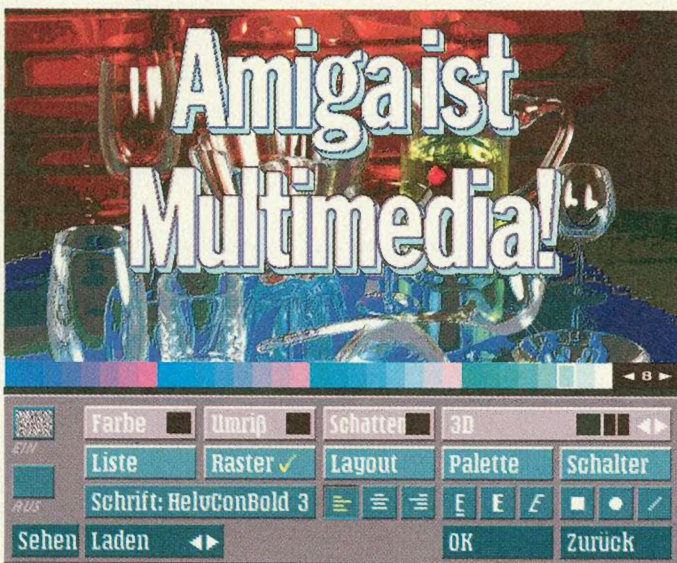 Amiga ist
Multimedia!
◄ 8 ►
EIN
Farbe Umriß Schatten 3D
Liste Raster ✓ Layout Palette Schalter
AUS
Schrift: HelvConBold 3 E E E
Sehen Laden OK Zurück